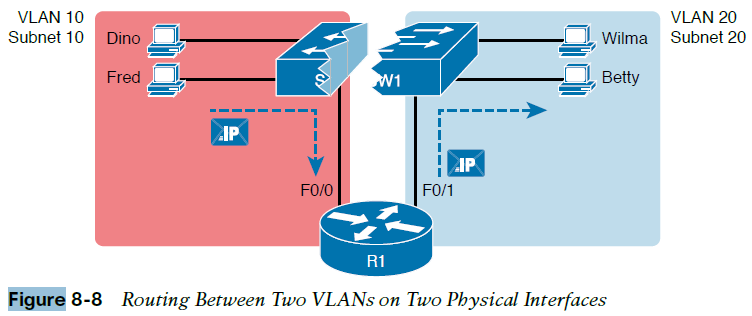 VLAN 10
Subnet 10
VLAN 20
Subnet 20
Dino
Fred
SW1
Wilma
Betty
IP
IP
F0/0
F0/1
R1
Figure 8-8 Routing Between Two VLANs on Two Physical Interfaces